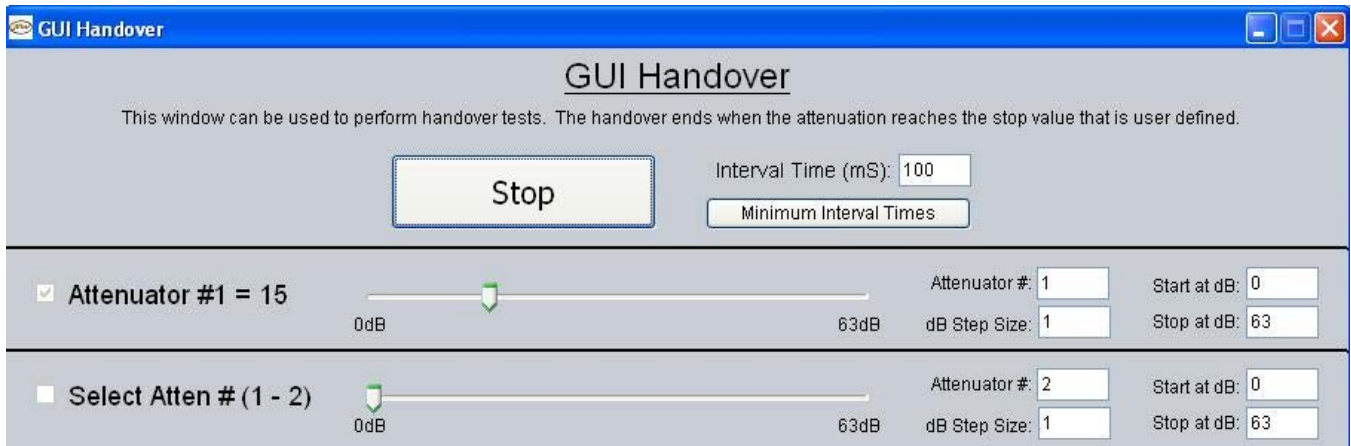 GUI Handover
GUI Handover
This window can be used to perform handover tests. The handover ends when the attenuation reaches the stop value that is user defined.
Stop
Interval Time (mS): 100
Minimum Interval Times
Attenuator #1 = 15
0dB 63dB
Attenuator #: 1 Start at dB: 0
dB Step Size: 1 Stop at dB: 63
Select Atten # (1 - 2)
0dB 63dB
Attenuator #: 2 Start at dB: 0
dB Step Size: 1 Stop at dB: 63